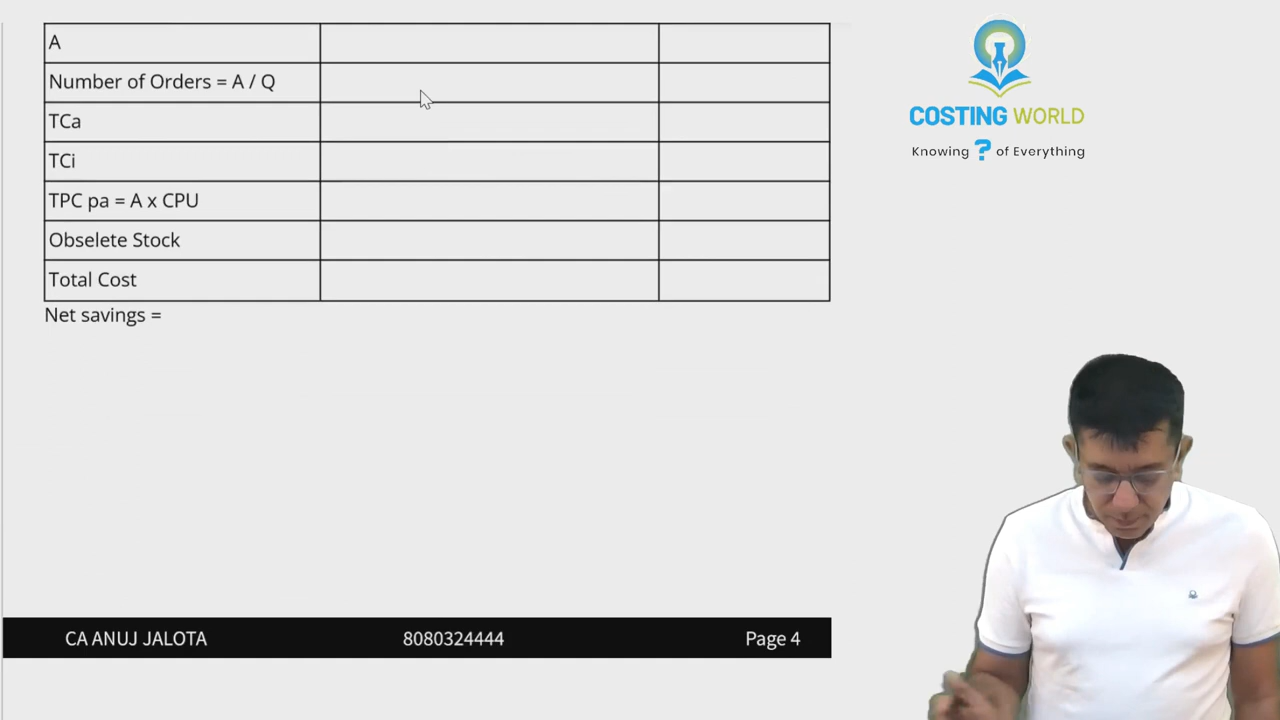 A
Number of Orders = A / Q
TCa
TCi
TPC pa = A x CPU
Obselete Stock
Total Cost
Net savings =
COSTING WORLD
Knowing ? of Everything
CA ANUJ JALOTA 8080324444 Page 4